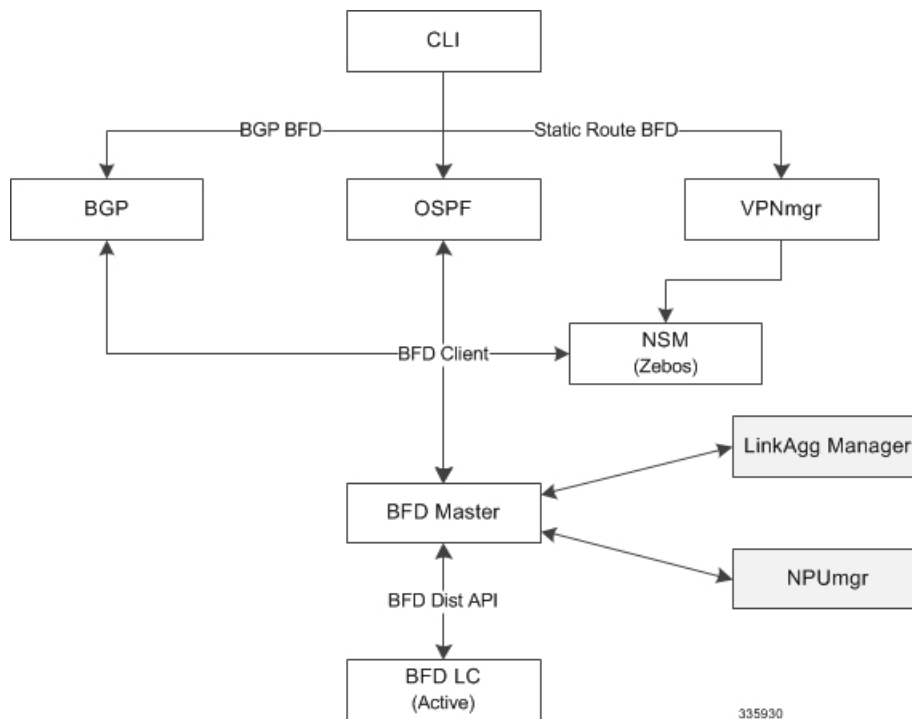 CLI
BGP BFD
Static Route BFD
BGP
OSPF
VPNmgr
BFD Client
NSM
(Zebos)
LinkAgg Manager
BFD Master
NPUmgr
BFD Dist API
BFD LC
(Active)
335930